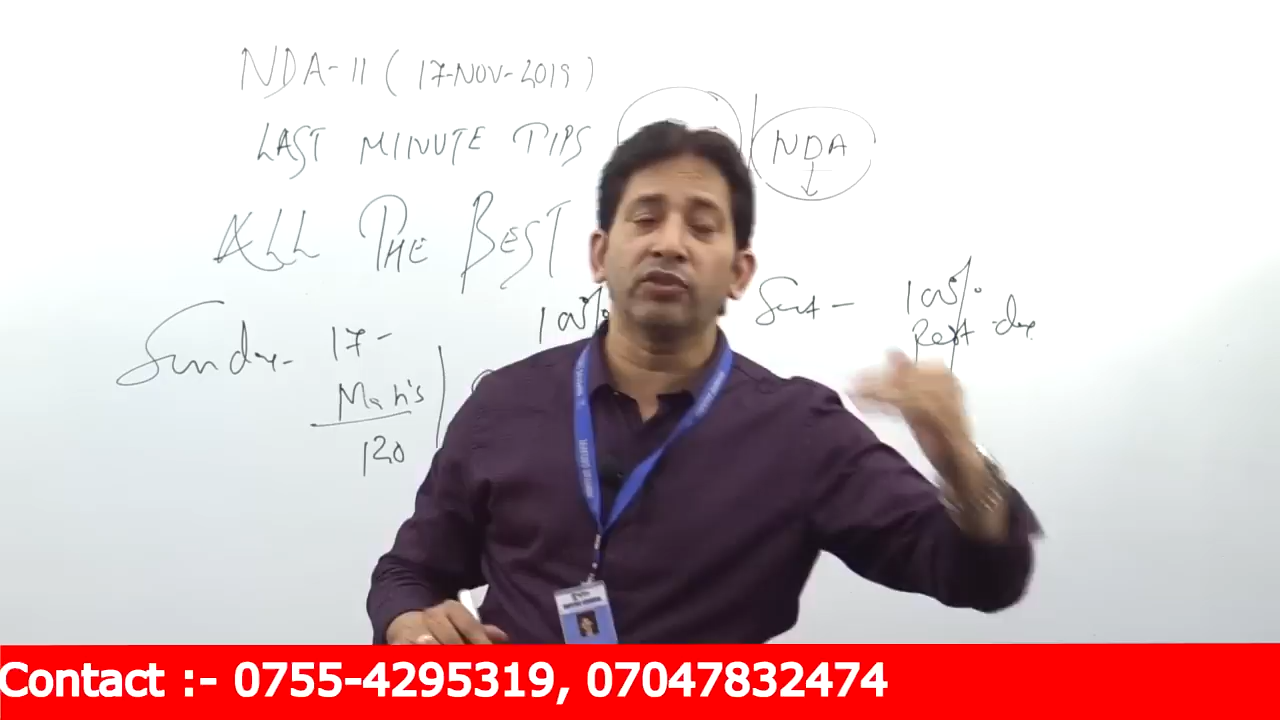 NDA-II (17-NOV-2019)
LAST MINUTE TIPS
NDA
ALL THE BEST
Sunday- 17-
100%
Math's
120
Sat - 100%
Rest day
Contact :- 0755-4295319, 07047832474